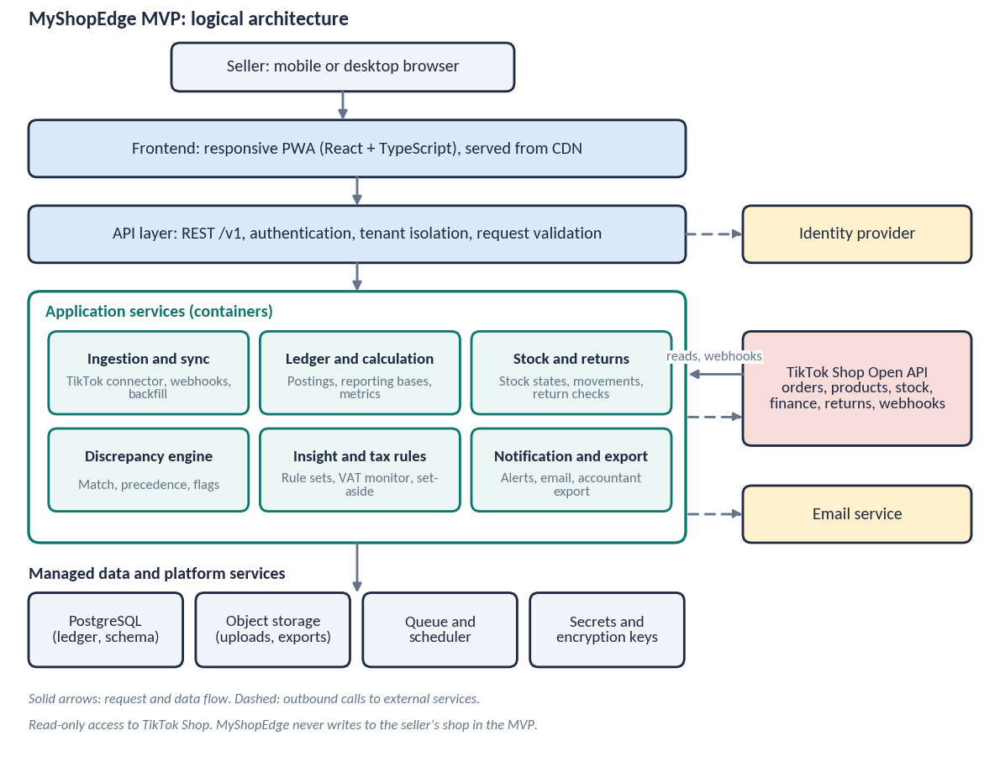 MyShopEdge MVP: logical architecture
Seller: mobile or desktop browser
Frontend: responsive PWA (React + TypeScript), served from CDN
API layer: REST /v1, authentication, tenant isolation, request validation
Identity provider
Application services (containers)
Ingestion and sync
TikTok connector, webhooks,
backfill
Ledger and calculation
Postings, reporting bases,
metrics
Stock and returns
Stock states, movements,
return checks
reads, webhooks
TikTok Shop Open API
orders, products, stock,
finance, returns, webhooks
Discrepancy engine
Match, precedence, flags
Insight and tax rules
Rule sets, VAT monitor, set-
aside
Notification and export
Alerts, email, accountant
export
Email service
Managed data and platform services
PostgreSQL
(ledger, schema)
Object storage
(uploads, exports)
Queue and
scheduler
Secrets and
encryption keys
Solid arrows: request and data flow. Dashed: outbound calls to external services.
Read-only access to TikTok Shop. MyShopEdge never writes to the seller’s shop in the MVP.